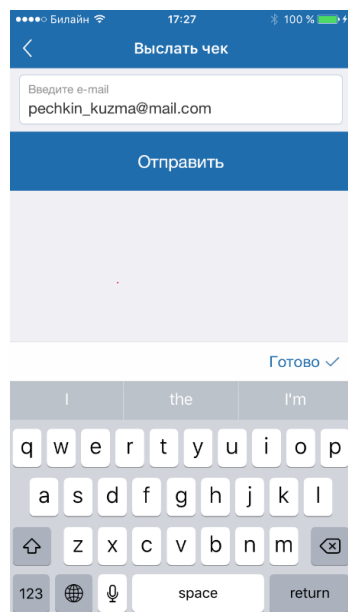 Билайн 17:27 100 %
Выслать чек
Введите e-mail
pechkin_kuzma@mail.com
Отправить
Готово
I the I'm
q w e r t y u i o p
a s d f g h j k l
z x c v b n m
123 space return